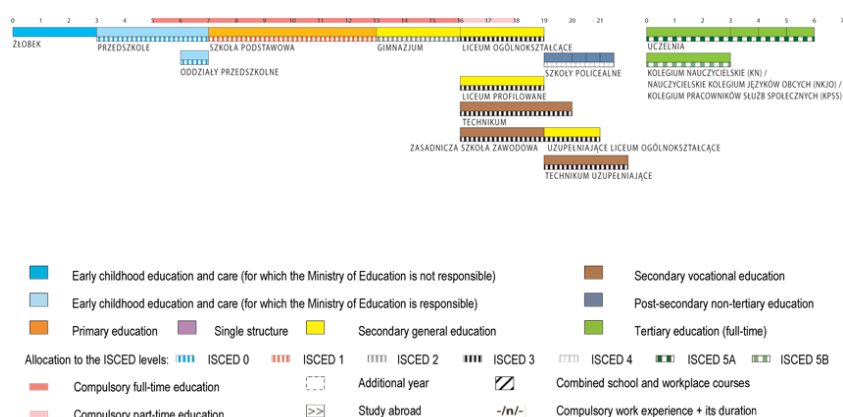 0 1 2 3 4 5 6 7 8 9 10 11 12 13 14 15 16 17 18 19 20 21 0 1 2 3 4 5 6 7
ŻŁOBEK PRZEDSZKOLE SZKOŁA PODSTAWOWA GIMNAZJUM LICEUM OGÓLNOKSZTAŁCĄCE UCZELNIA
ODDZIAŁY PRZEDSZKOLNE SZKOŁY POLICEALNE KOLEGIUM NAUCZYCIELSKIE (KN) /
NAUCZYCIELSKIE KOLEGIUM JĘZYKÓW OBCYCH (NKJO) /
LICEUM PROFILOWANE KOLEGIUM PRACOWNIKÓW SŁUŻB SPOŁECZNYCH (KPSS)
TECHNIKUM
ZASADNICZA SZKOŁA ZAWODOWA UZUPEŁNIAJĄCE LICEUM OGÓLNOKSZTAŁCĄCE
TECHNIKUM UZUPEŁNIAJĄCE
Early childhood education and care (for which the Ministry of Education is not responsible) Secondary vocational education
Early childhood education and care (for which the Ministry of Education is responsible) Post-secondary non-tertiary education
Primary education Single structure Secondary general education Tertiary education (full-time)
Allocation to the ISCED levels: ISCED 0 ISCED 1 ISCED 2 ISCED 3 ISCED 4 ISCED 5A ISCED 5B
Compulsory full-time education Additional year Combined school and workplace courses
Compulsory part-time education >> Study abroad -/n/- Compulsory work experience + its duration